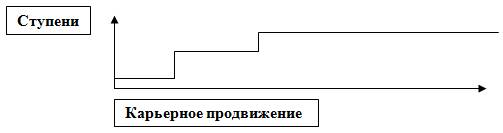 Ступени
Карьерное продвижение